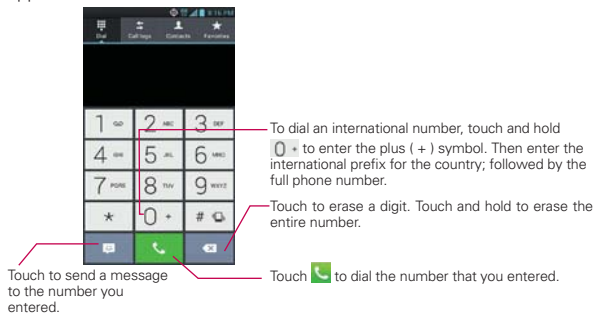 8:16 PM
Dial
Call logs
Contacts
Favorites
1
2 ABC
3 DEF
4 GHI
5 JKL
6 MNO
7 PQRS
8 TUV
9 WXYZ
*
0 +
#
To dial an international number, touch and hold
0 + to enter the plus ( + ) symbol. Then enter the
international prefix for the country; followed by the
full phone number.
Touch to erase a digit. Touch and hold to erase the
entire number.
Touch to dial the number that you entered.
Touch to send a message
to the number you
entered.